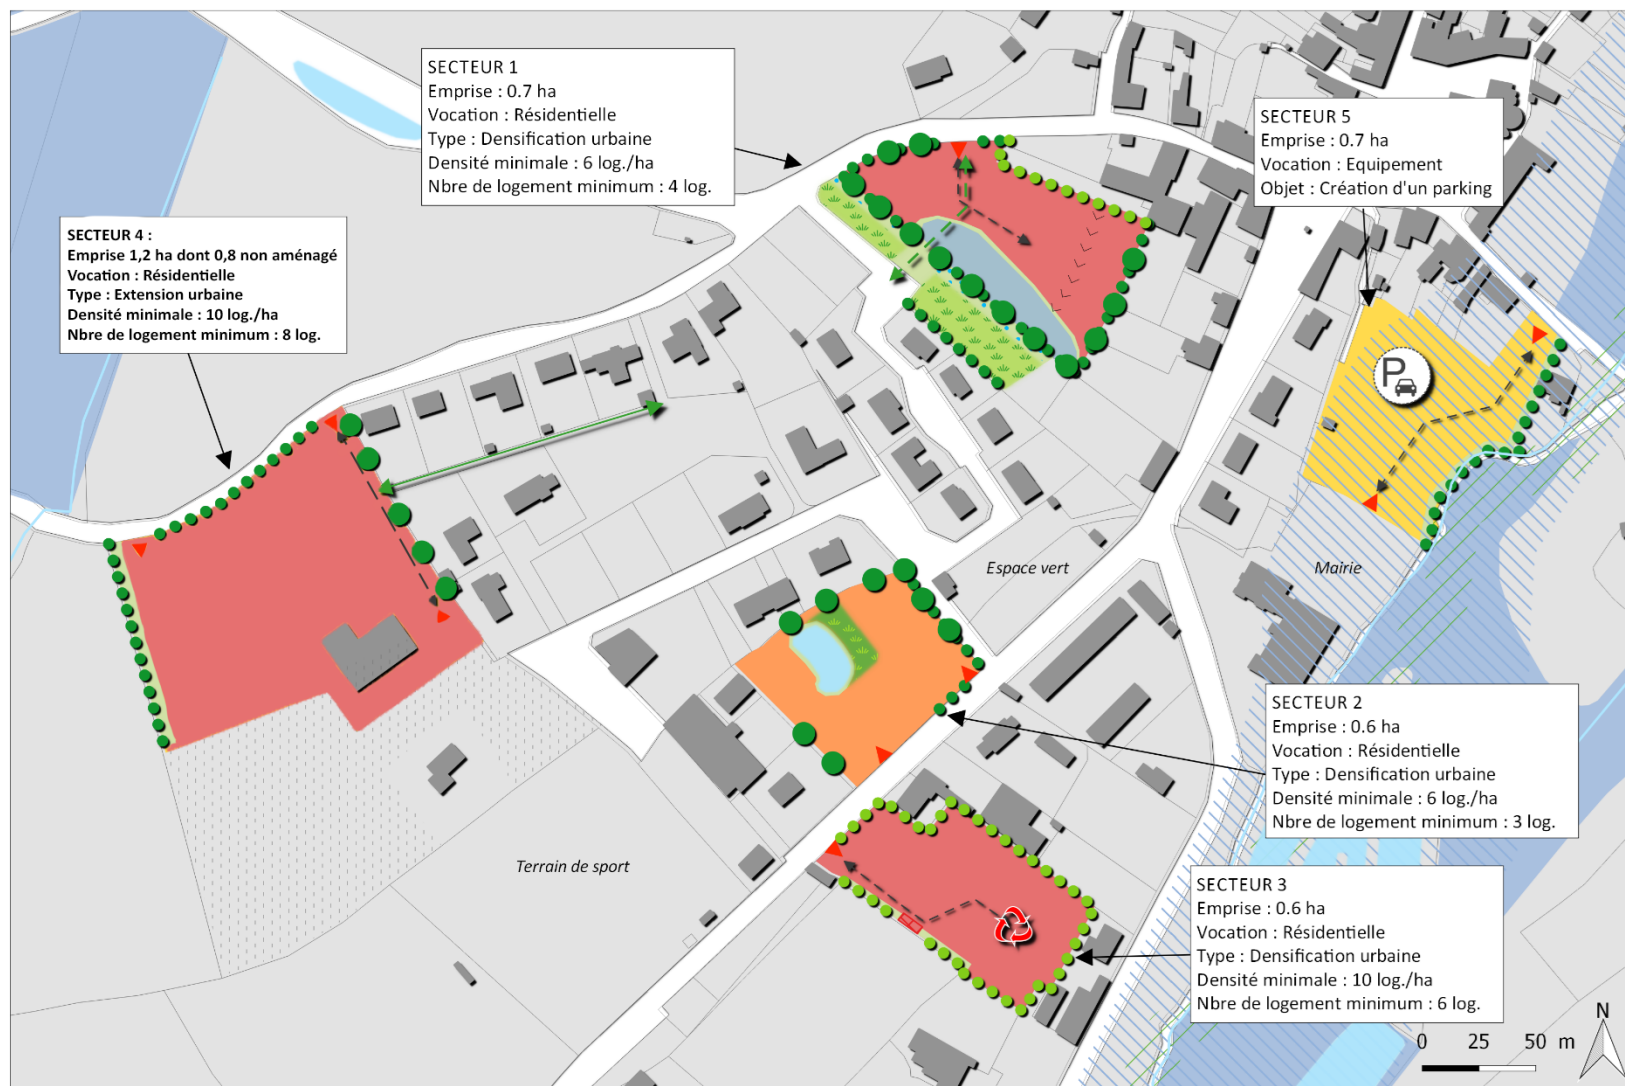 SECTEUR 1
Emprise : 0.7 ha
Vocation : Résidentielle
Type : Densification urbaine
Densité minimale : 6 log./ha
Nbre de logement minimum : 4 log.
SECTEUR 5
Emprise : 0.7 ha
Vocation : Equipement
Objet : Création d'un parking
SECTEUR 4 :
Emprise 1,2 ha dont 0,8 non aménagé
Vocation : Résidentielle
Type : Extension urbaine
Densité minimale : 10 log./ha
Nbre de logement minimum : 8 log.
P
Espace vert
Mairie
SECTEUR 2
Emprise : 0.6 ha
Vocation : Résidentielle
Type : Densification urbaine
Densité minimale : 6 log./ha
Nbre de logement minimum : 3 log.
Terrain de sport
SECTEUR 3
Emprise : 0.6 ha
Vocation : Résidentielle
Type : Densification urbaine
Densité minimale : 10 log./ha
Nbre de logement minimum : 6 log.
N
0 25 50 m